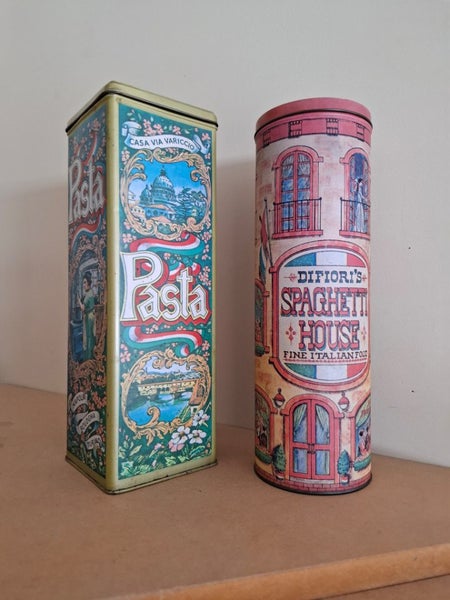 CASA VIA VARICCIO
Pasta
Pasta
DIFIORI'S
SPAGHETTI
HOUSE
FINE ITALIAN FOOD